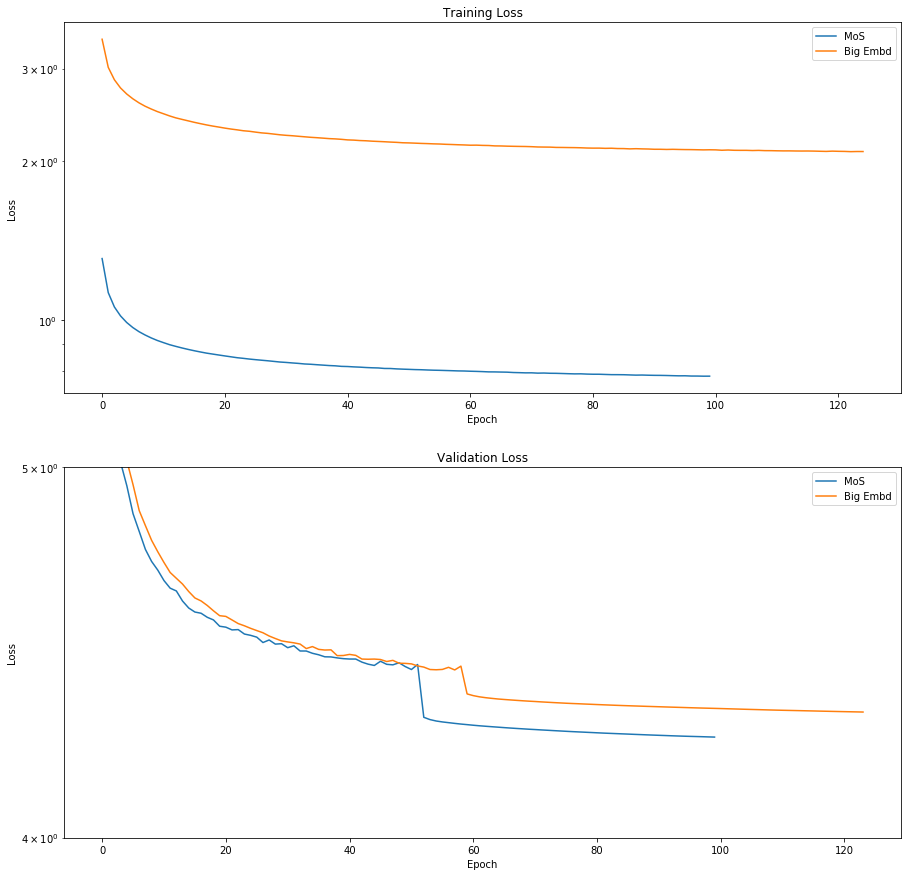 Training Loss
MoS
Big Embd
3 × 10⁰
2 × 10⁰
10⁰
Loss
0 20 40 60 80 100 120
Epoch
Validation Loss
MoS
Big Embd
5 × 10⁰
4 × 10⁰
Loss
0 20 40 60 80 100 120
Epoch